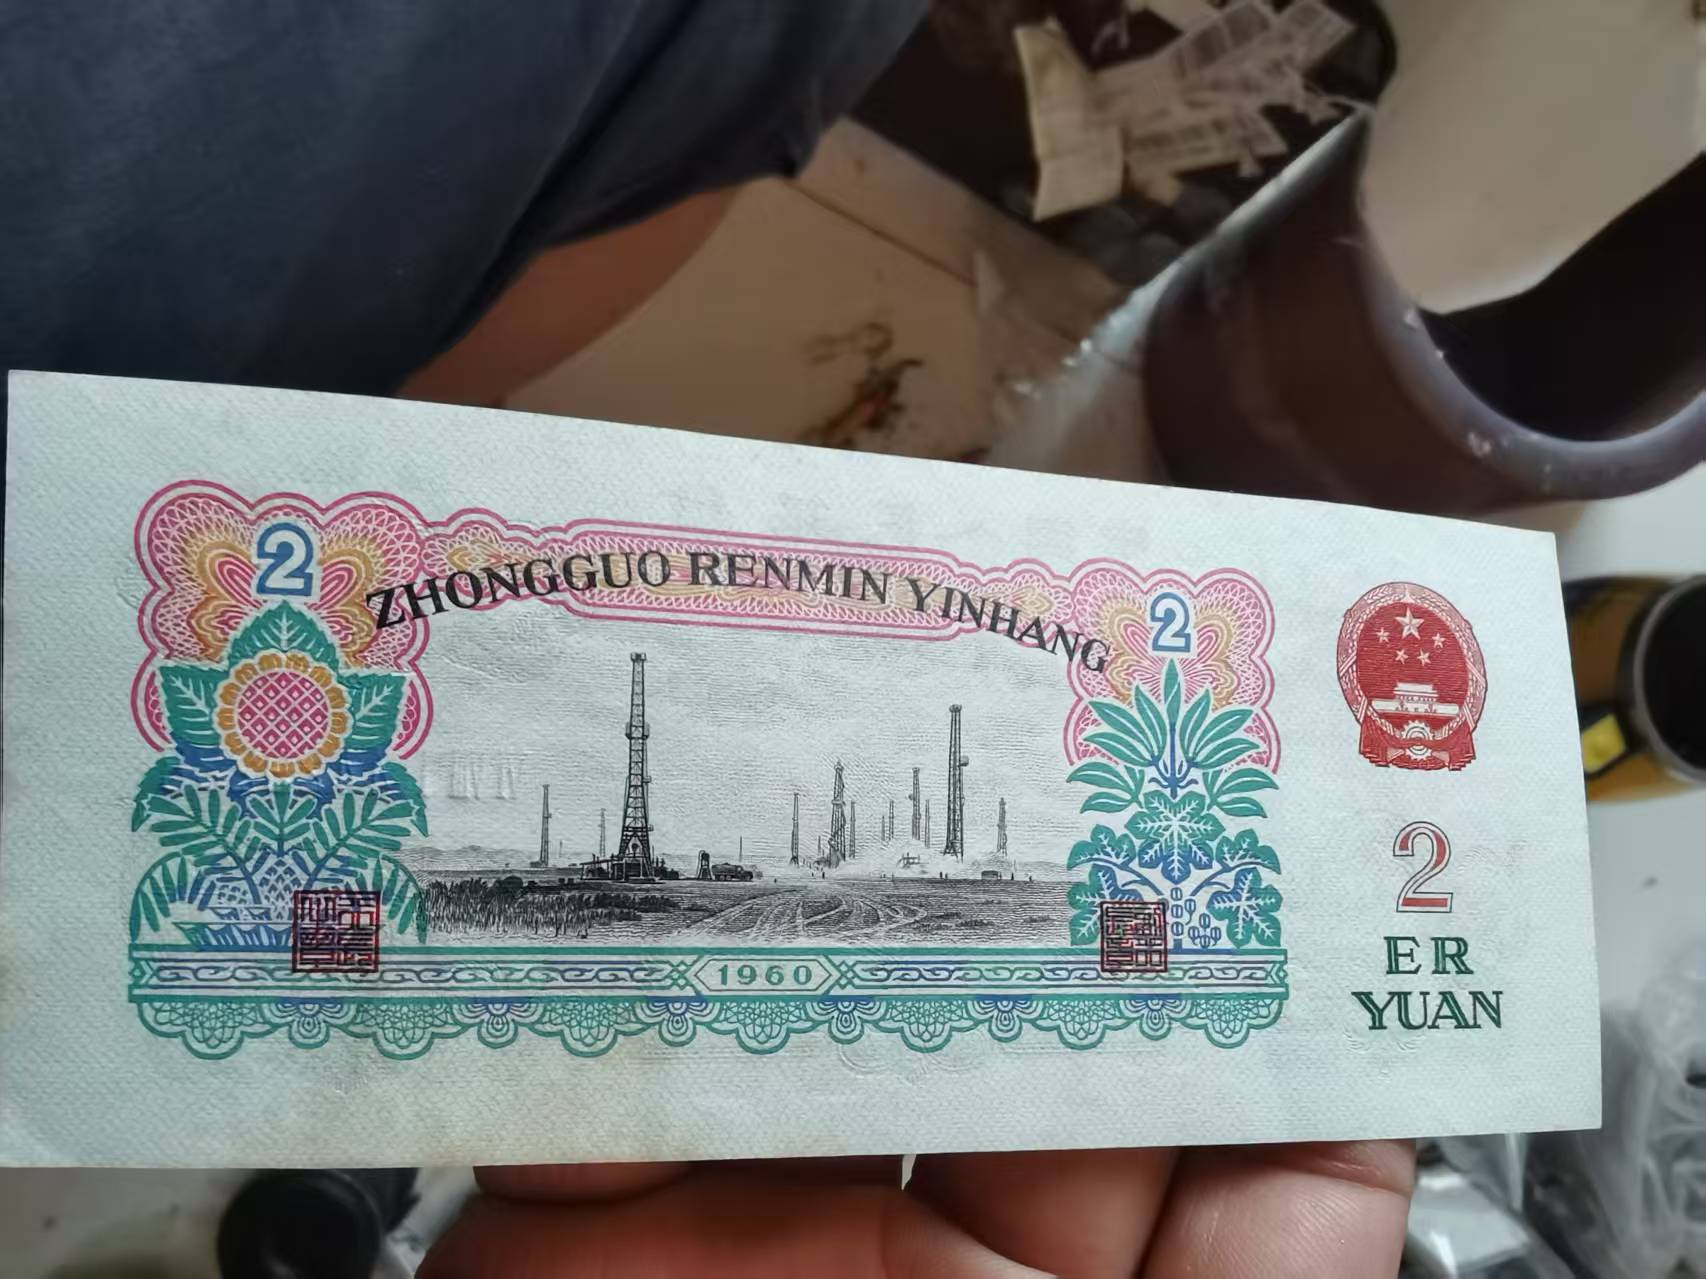 2
ZHONGGUO RENMIN YINHANG
2
1960
2
ER
YUAN